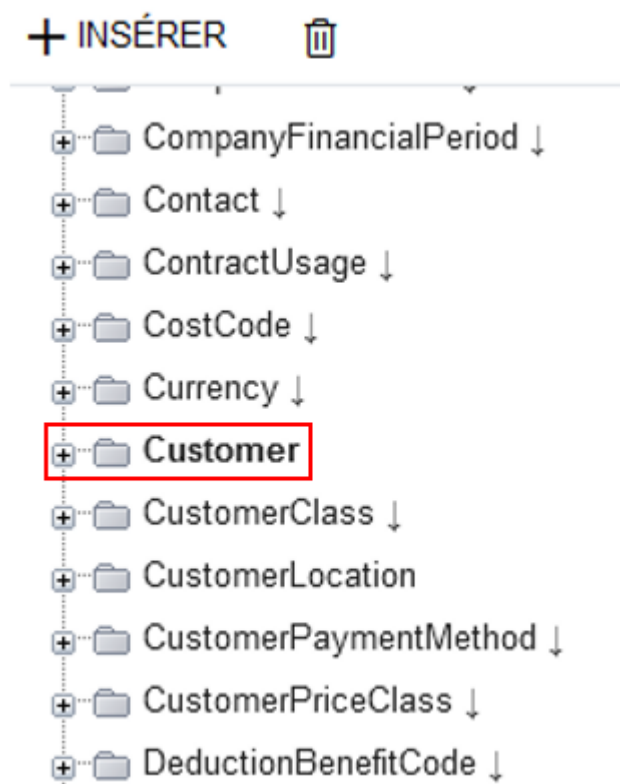 + INSÉRER
CompanyFinancialPeriod ↓
Contact ↓
ContractUsage ↓
CostCode ↓
Currency ↓
Customer
CustomerClass ↓
CustomerLocation
CustomerPaymentMethod ↓
CustomerPriceClass ↓
DeductionBenefitCode ↓